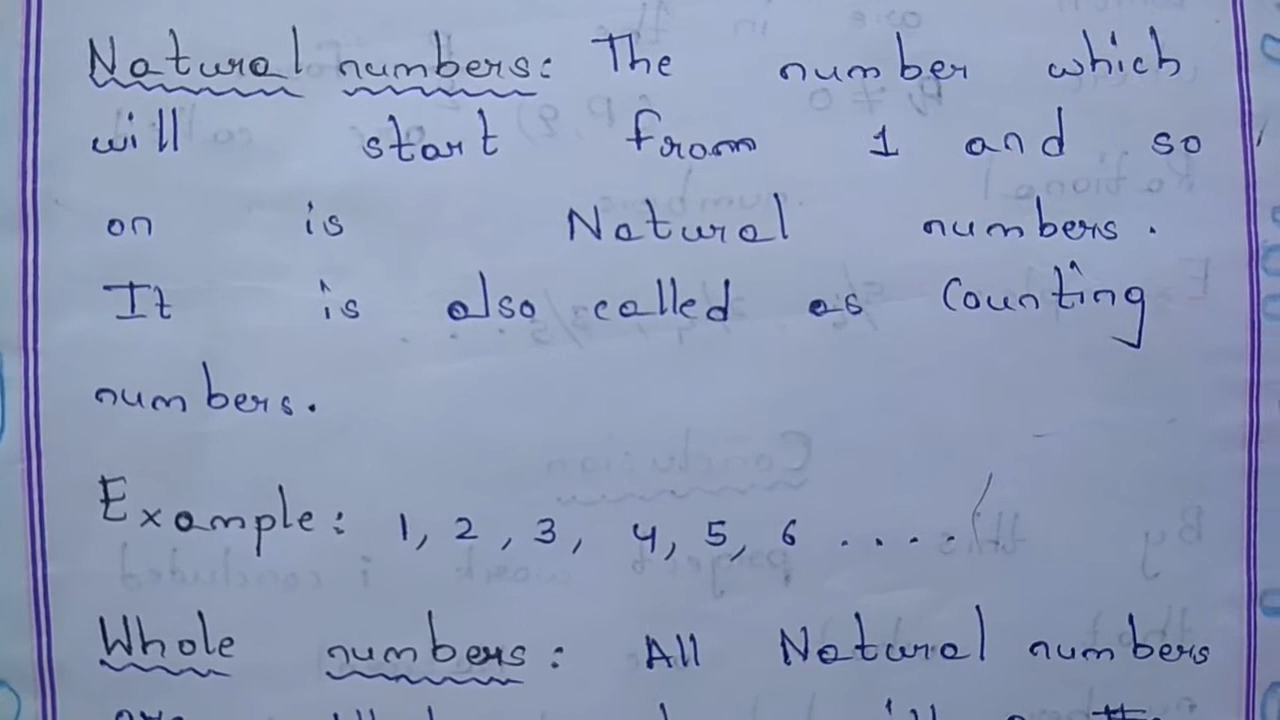 Natural numbers: The number which
will start from 1 and so
on is Natural numbers.
It is also called as Counting
numbers.
Example: 1, 2, 3, 4, 5, 6 ....
Whole numbers: All Natural numbers
are